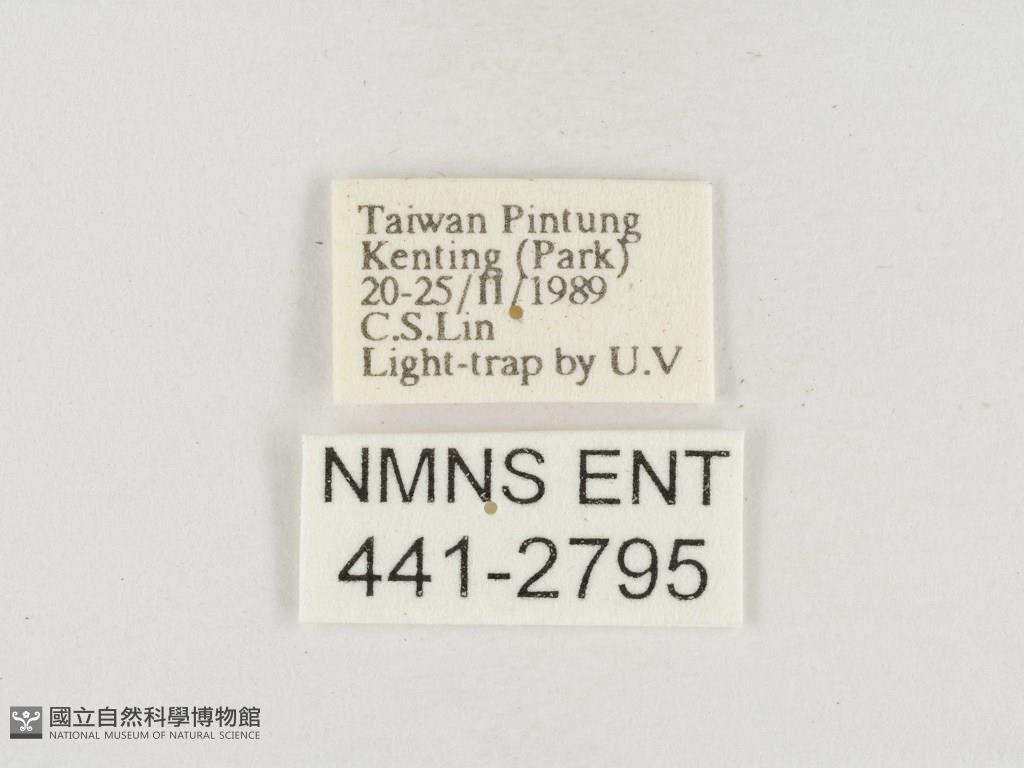 Taiwan Pintung
Kenting (Park)
20-25/II/1989
C.S.Lin
Light-trap by U.V
NMNS ENT
441-2795
國立自然科學博物館
NATIONAL MUSEUM OF NATURAL SCIENCE